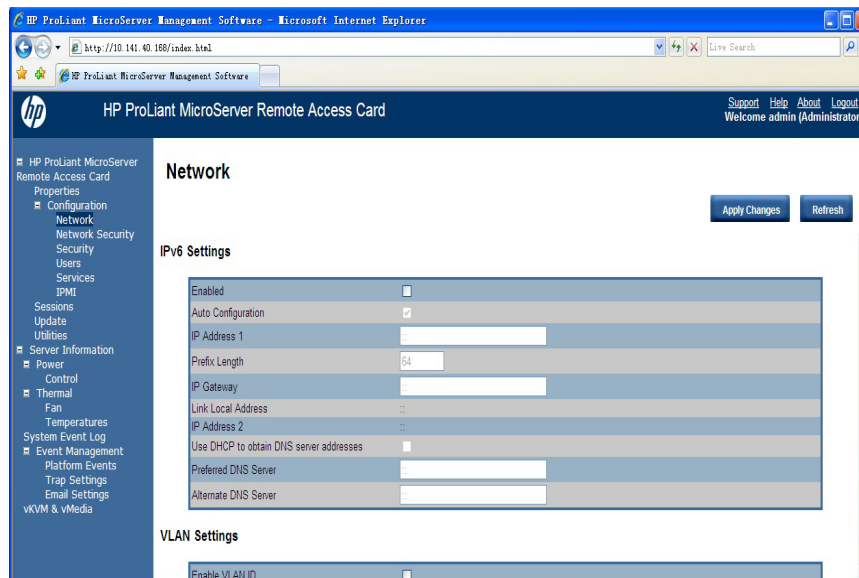 HP ProLiant MicroServer Management Software - Microsoft Internet Explorer
http://10.141.40.168/index.html
Live Search
HP ProLiant MicroServer Management Software
hp
HP ProLiant MicroServer Remote Access Card
Support Help About Logout
Welcome admin (Administrator
HP ProLiant MicroServer
Remote Access Card
Properties
Configuration
Network
Network Security
Security
Users
Services
IPMI
Sessions
Update
Utilities
Server Information
Power
Control
Thermal
Fan
Temperatures
System Event Log
Event Management
Platform Events
Trap Settings
Email Settings
vKVM & vMedia
Network
Apply Changes
Refresh
IPv6 Settings
Enabled
Auto Configuration
IP Address 1 ::
Prefix Length 64
IP Gateway ::
Link Local Address ::
IP Address 2 ::
Use DHCP to obtain DNS server addresses
Preferred DNS Server ::
Alternate DNS Server ::
VLAN Settings
Enable VLAN ID